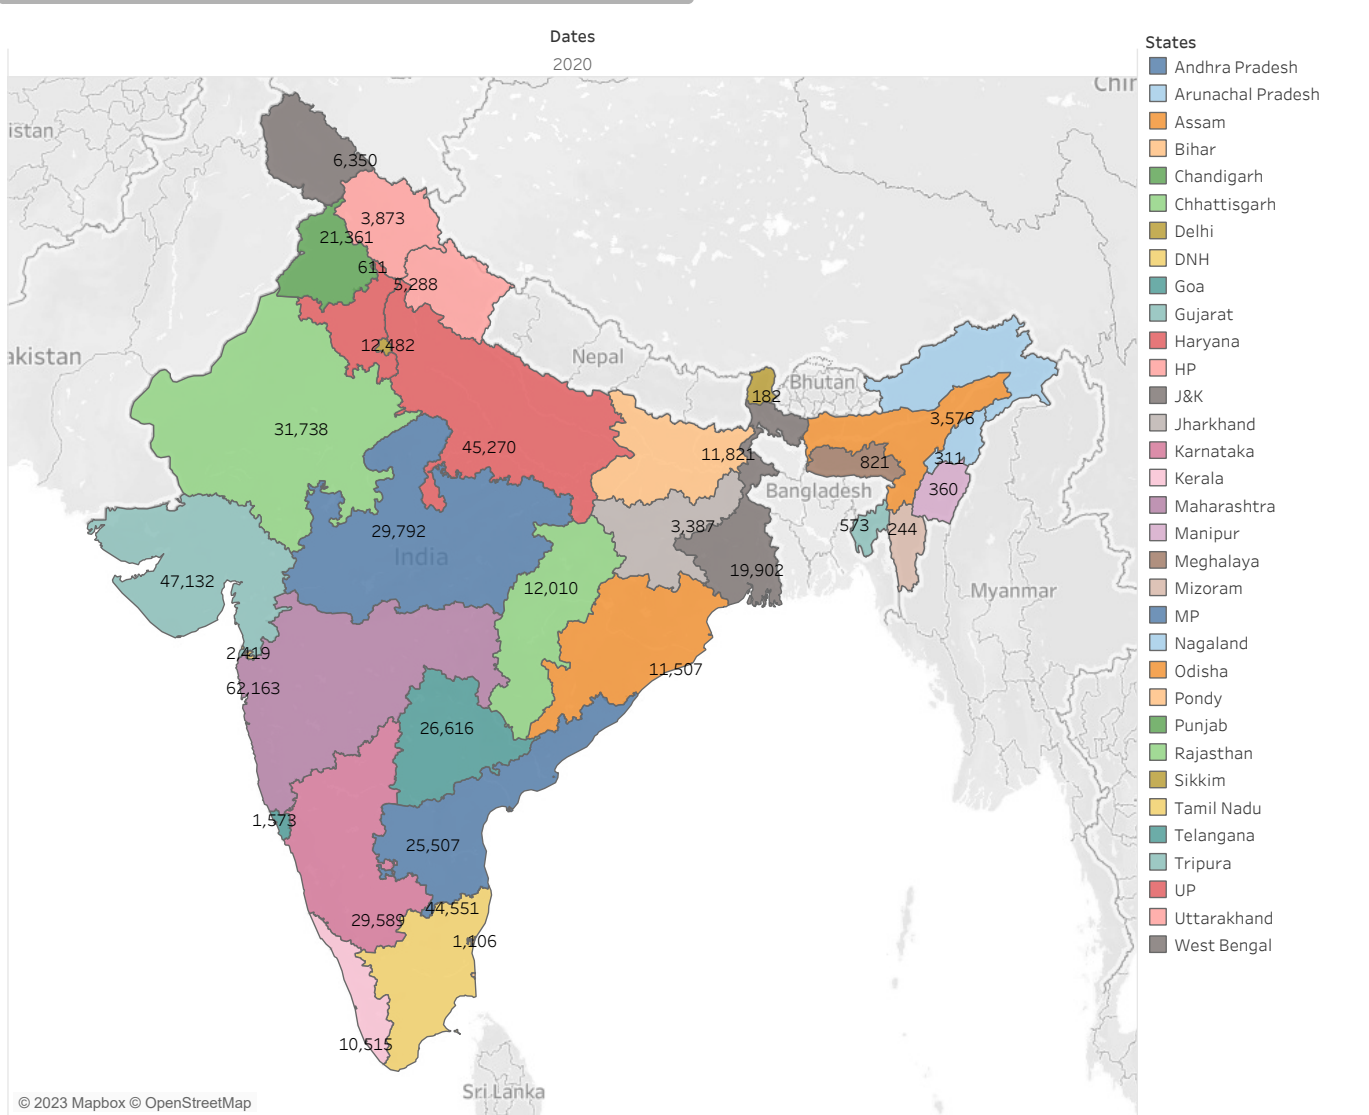 Dates
2020
States
Andhra Pradesh
Arunachal Pradesh
Assam
Bihar
Chandigarh
Chhattisgarh
Delhi
DNH
Goa
Gujarat
Haryana
HP
J&K
Jharkhand
Karnataka
Kerala
Maharashtra
Manipur
Meghalaya
Mizoram
MP
Nagaland
Odisha
Pondy
Punjab
Rajasthan
Sikkim
Tamil Nadu
Telangana
Tripura
UP
Uttarakhand
West Bengal
Chin
istan
6,350
3,873
21,361
611
5,288
12,482
akistan
Nepal
Bhutan
182
31,738
45,270
11,821
3,576
311
821
360
Bangladesh
29,792
India
3,387
573
244
47,132
12,010
19,902
Myanmar
2,419
62,163
11,507
26,616
1,573
25,507
44,551
29,589
1,106
10,515
Sri Lanka
© 2023 Mapbox © OpenStreetMap